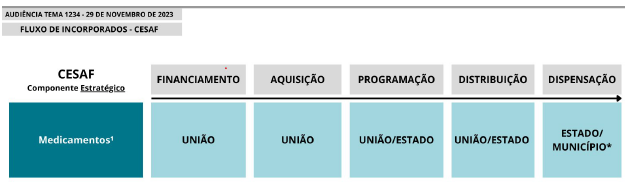 AUDIÊNCIA TEMA 1234 - 29 DE NOVEMBRO DE 2023
FLUXO DE INCORPORADOS - CESAF
CESAF
Componente Estratégico
FINANCIAMENTO
AQUISIÇÃO
PROGRAMAÇÃO
DISTRIBUIÇÃO
DISPENSAÇÃO
Medicamentos¹
UNIÃO
UNIÃO
UNIÃO/ESTADO
UNIÃO/ESTADO
ESTADO/
MUNICÍPIO*